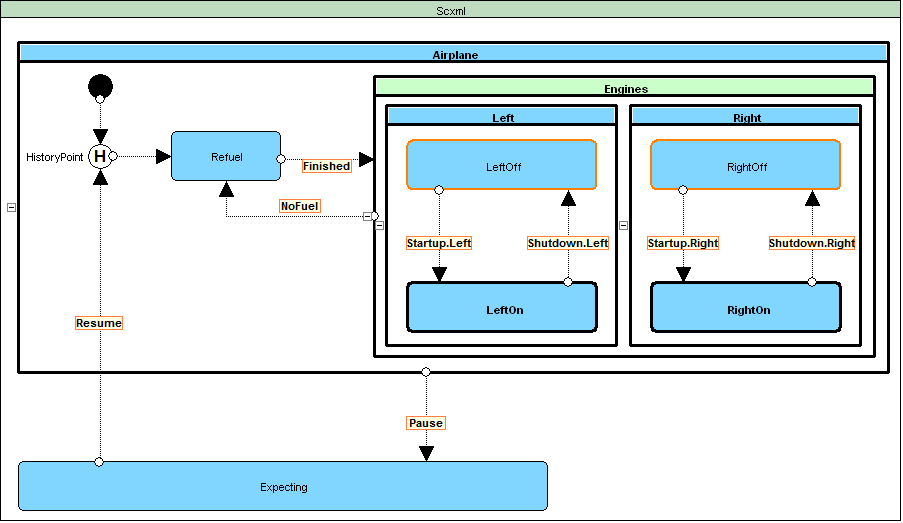 Scxml
Airplane
Engines
Left
Right
HistoryPoint
H
Refuel
Finished
LeftOff
RightOff
NoFuel
Startup.Left
Shutdown.Left
Startup.Right
Shutdown.Right
LeftOn
RightOn
Resume
Pause
Expecting